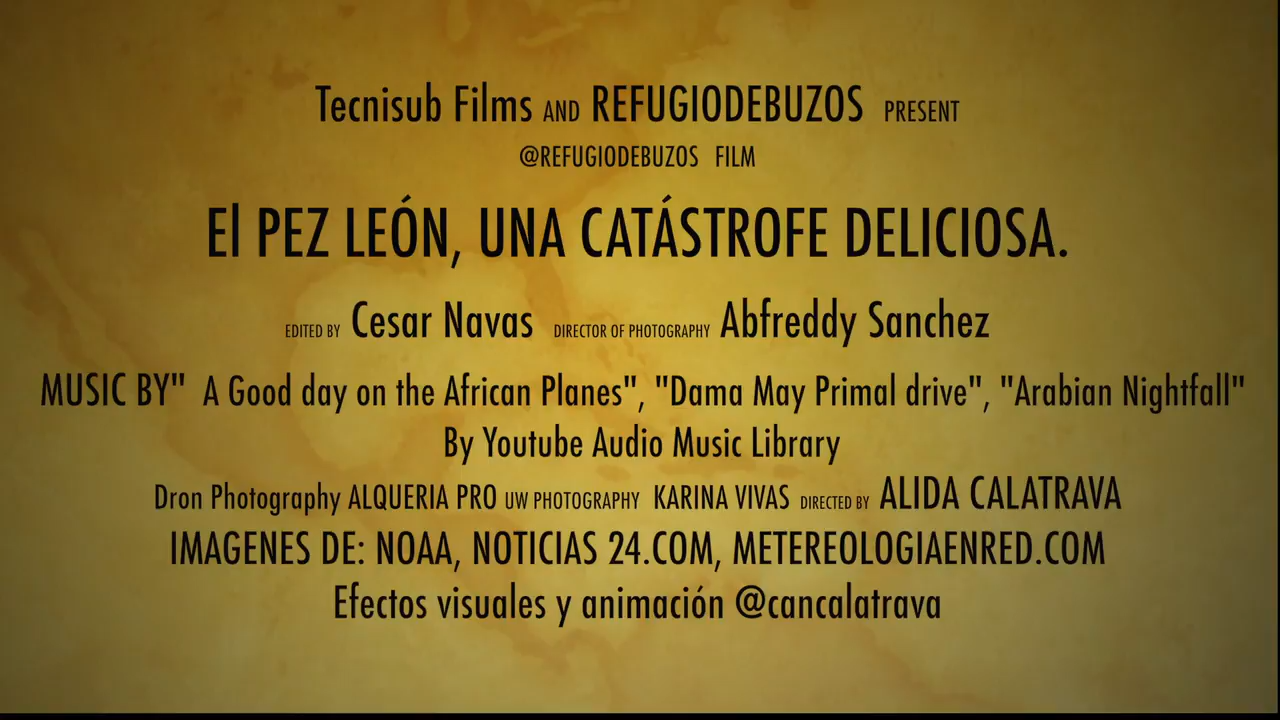 Tecnisub Films AND REFUGIODEBUZOS PRESENT
@REFUGIODEBUZOS FILM
El PEZ LEÓN, UNA CATÁSTROFE DELICIOSA.
EDITED BY Cesar Navas DIRECTOR OF PHOTOGRAPHY Abfreddy Sanchez
MUSIC BY" A Good day on the African Planes", "Dama May Primal drive", "Arabian Nightfall"
By Youtube Audio Music Library
Dron Photography ALQUERIA PRO UW PHOTOGRAPHY KARINA VIVAS DIRECTED BY ALIDA CALATRAVA
IMAGENES DE: NOAA, NOTICIAS 24.COM, METEREOLOGIAENRED.COM
Efectos visuales y animación @cancalatrava